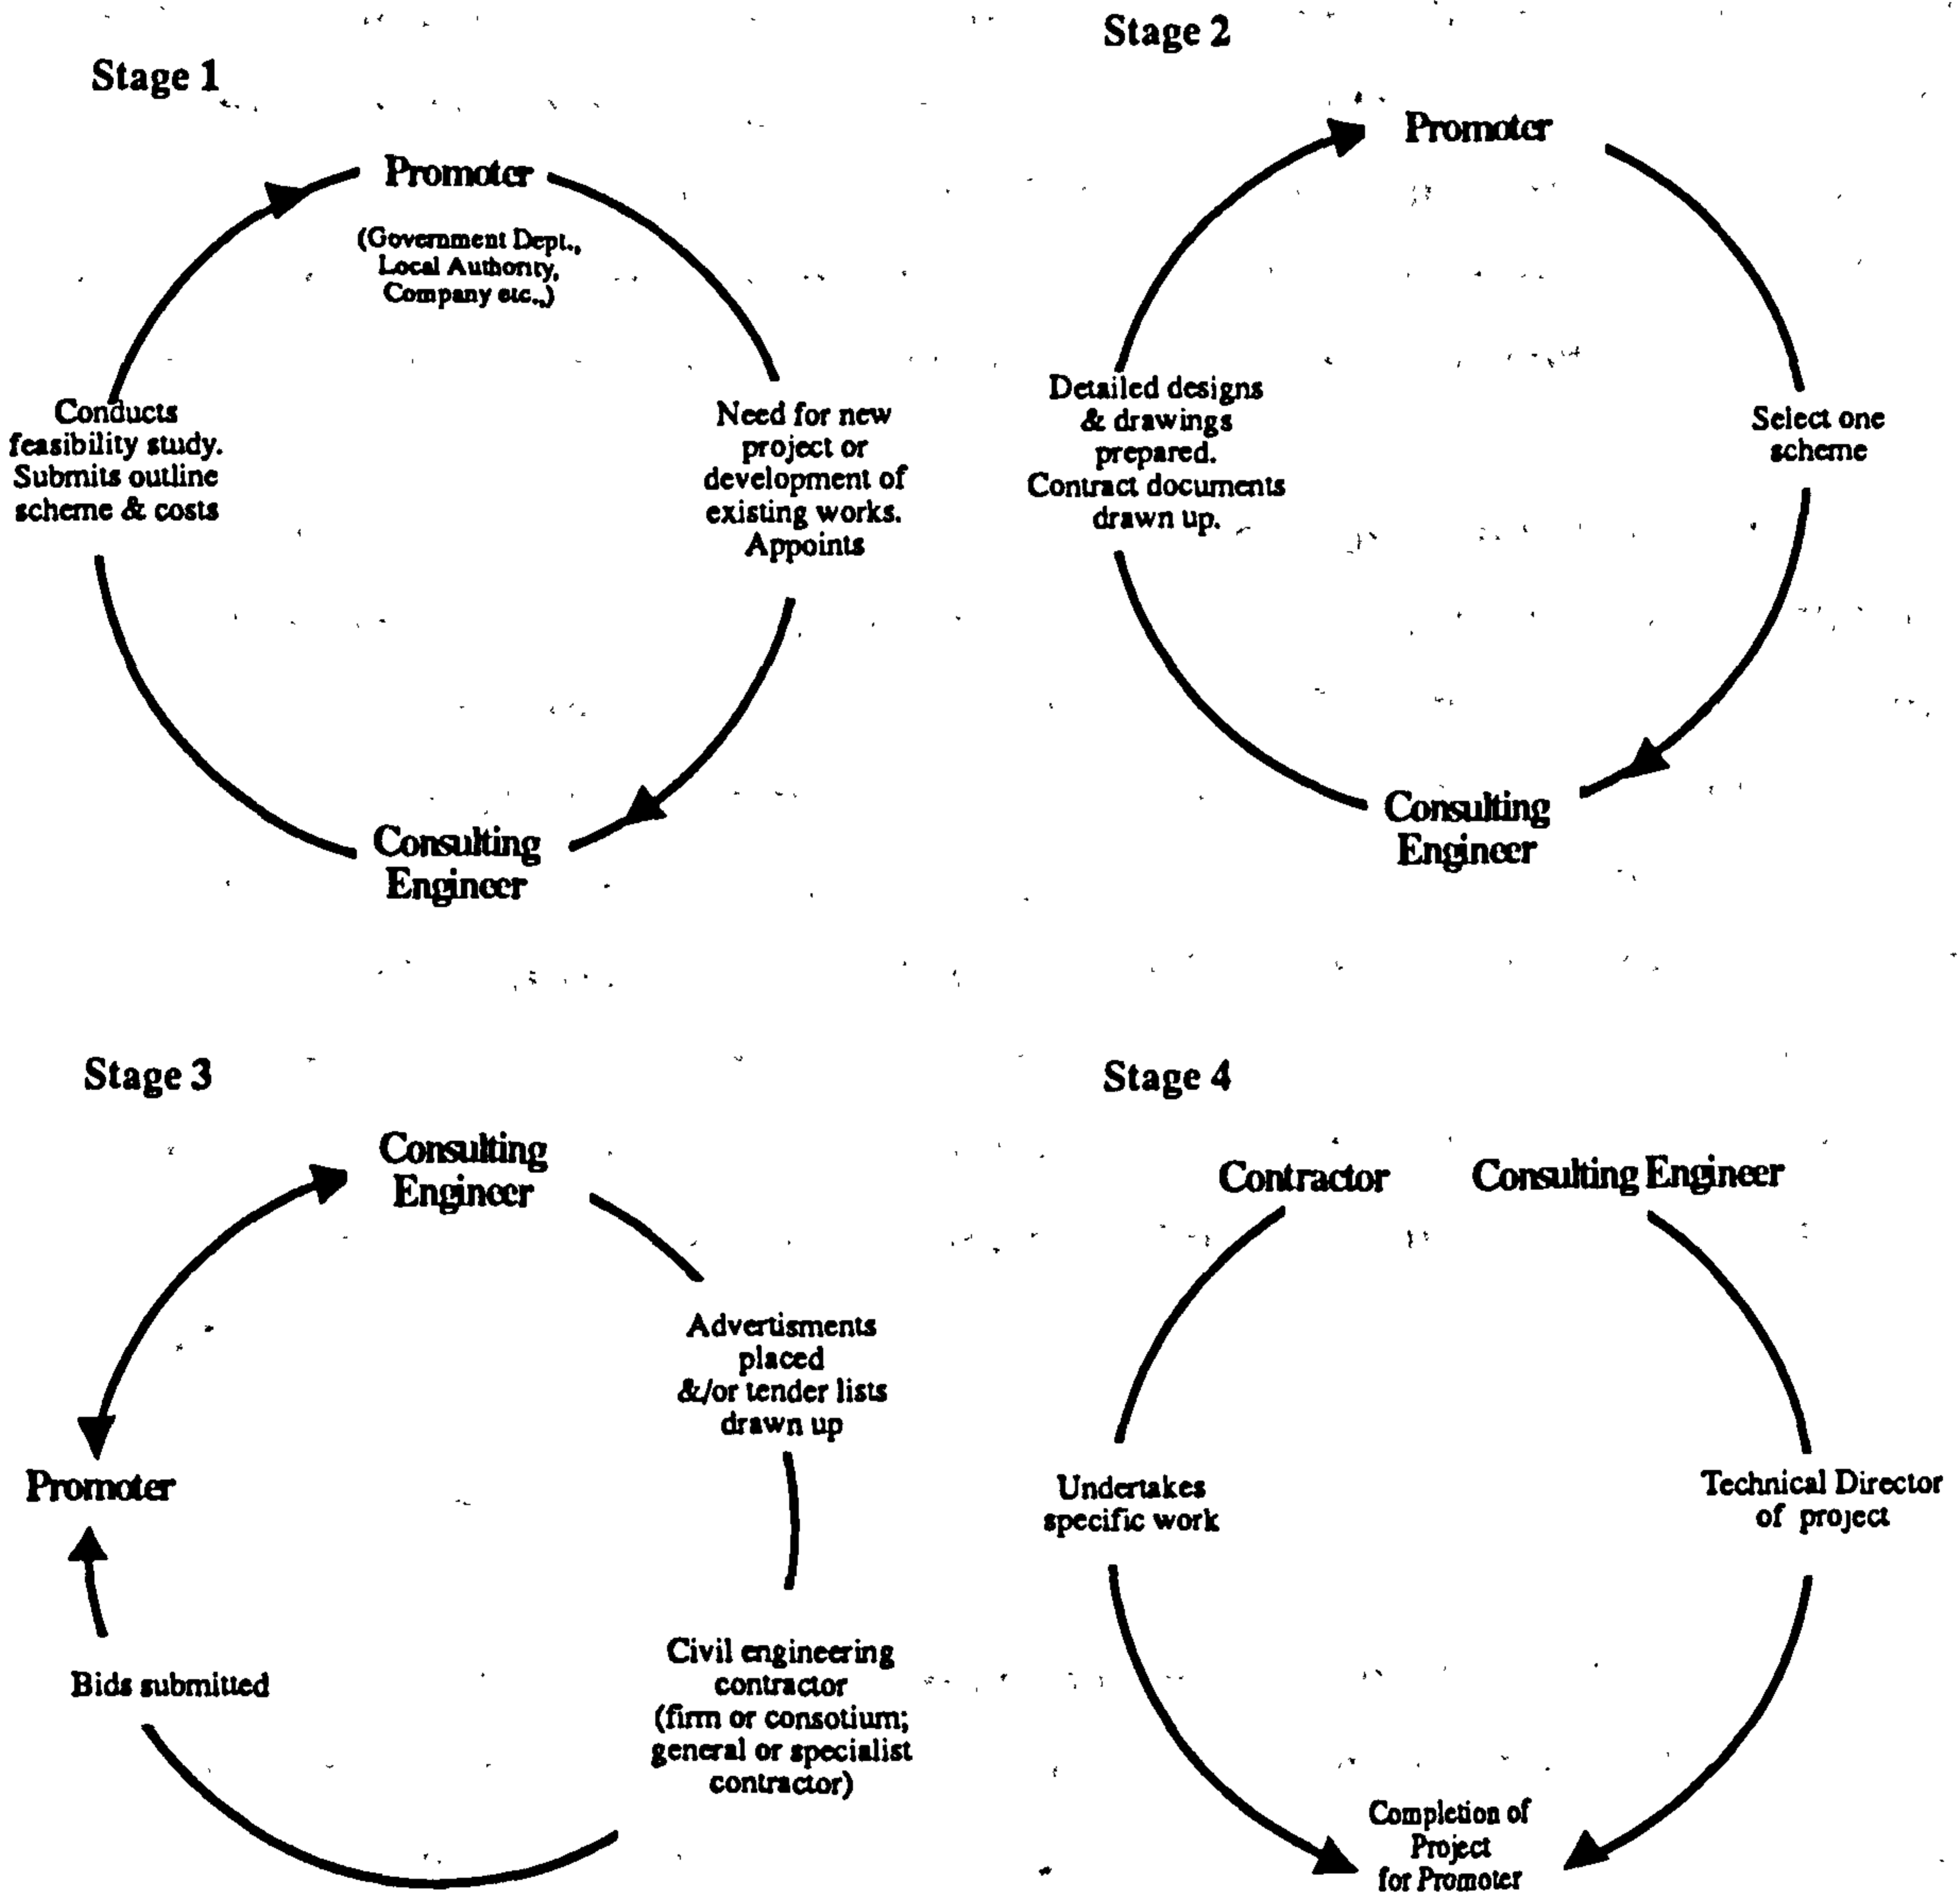 Stage 1
Promoter
(Government Dept.,
Local Authority,
Company etc.,)
Conducts
feasibility study.
Submits outline
scheme & costs
Need for new
project or
development of
existing works.
Appoints
Consulting
Engineer
Stage 2
Promoter
Detailed designs
& drawings
prepared.
Contract documents
drawn up.
Select one
scheme
Consulting
Engineer
Stage 3
Consulting
Engineer
Advertisments
placed
&/or tender lists
drawn up
Promoter
Bids submitted
Civil engineering
contractor
(firm or consotium;
general or specialist
contractor)
Stage 4
Contractor
Consulting Engineer
Undertakes
specific work
Technical Director
of project
Completion of
Project
for Promoter